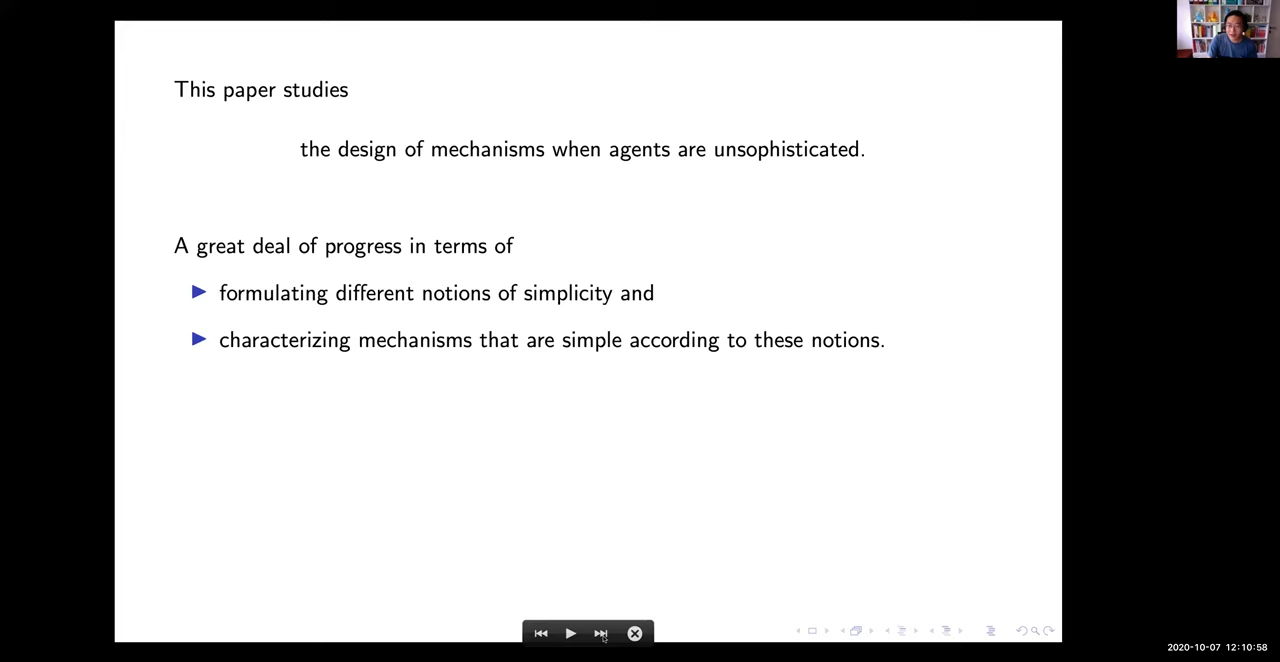 This paper studies
the design of mechanisms when agents are unsophisticated.
A great deal of progress in terms of
▶ formulating different notions of simplicity and
▶ characterizing mechanisms that are simple according to these notions.
2020-10-07 12:10:58